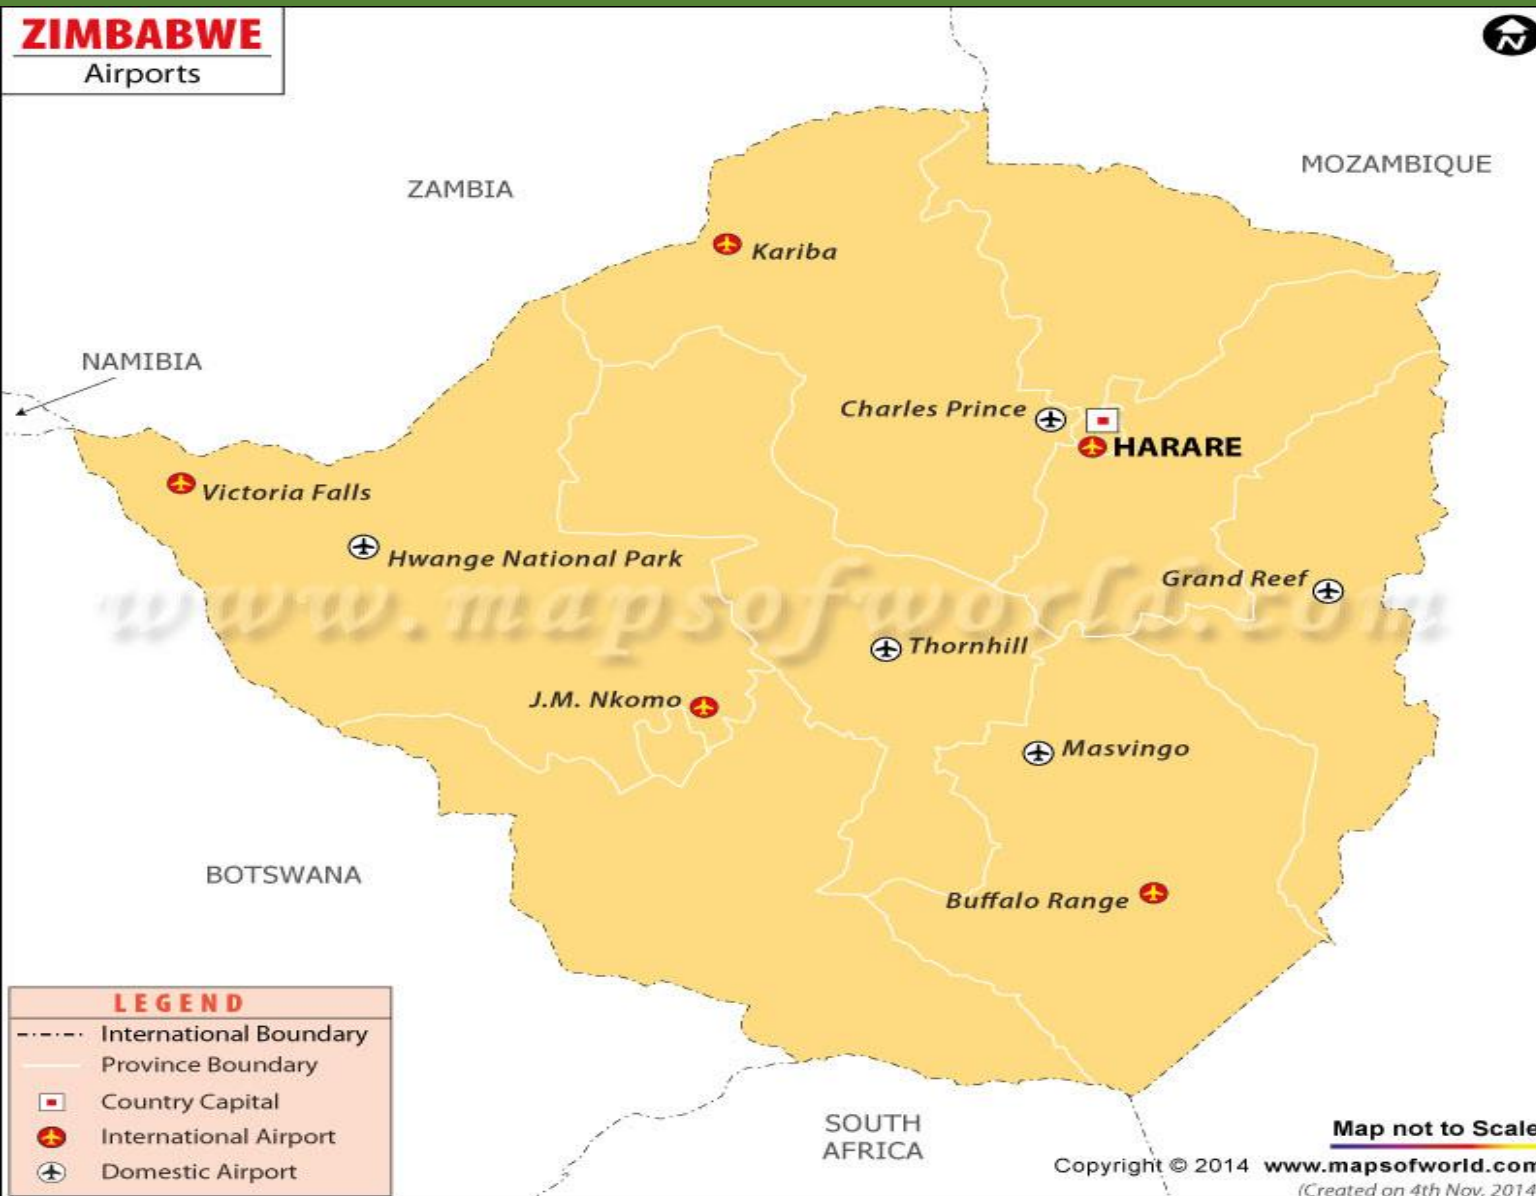 ZIMBABWE
Airports
N
ZAMBIA
MOZAMBIQUE
Kariba
NAMIBIA
Charles Prince
HARARE
Victoria Falls
Hwange National Park
Grand Reef
www.mapsofworld.com
Thornhill
J.M. Nkomo
Masvingo
BOTSWANA
Buffalo Range
LEGEND
International Boundary
Province Boundary
Country Capital
International Airport
Domestic Airport
SOUTH
AFRICA
Map not to Scale
Copyright © 2014 www.mapsofworld.com
(Created on 4th Nov, 2014